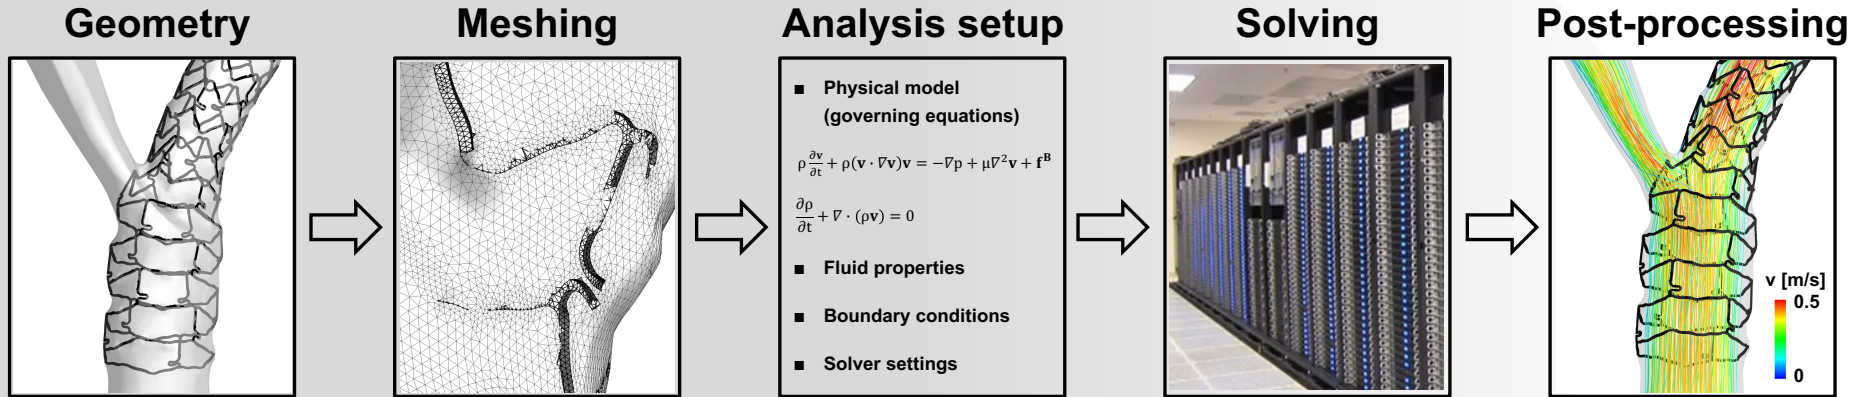 Geometry
Meshing
Analysis setup
Solving
Post-processing
■ Physical model
(governing equations)
ρ ∂𝐯/∂t + ρ(𝐯 · ∇𝐯)𝐯 = −∇p + μ∇²𝐯 + 𝐟ᴮ
∂ρ/∂t + ∇ · (ρ𝐯) = 0
■ Fluid properties
■ Boundary conditions
■ Solver settings
v [m/s]
0.5
0